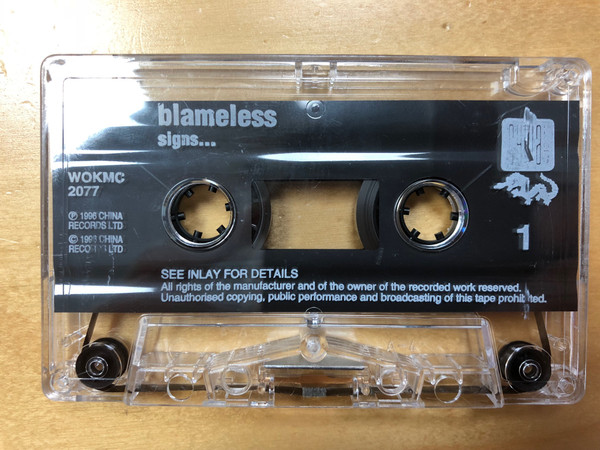 blameless
signs...
WOKMC
2077
℗ 1996 CHINA
RECORDS LTD
© 1996 CHINA
RECORDS LTD
CHINA
1
SEE INLAY FOR DETAILS
All rights of the manufacturer and of the owner of the recorded work reserved.
Unauthorised copying, public performance and broadcasting of this tape prohibited.